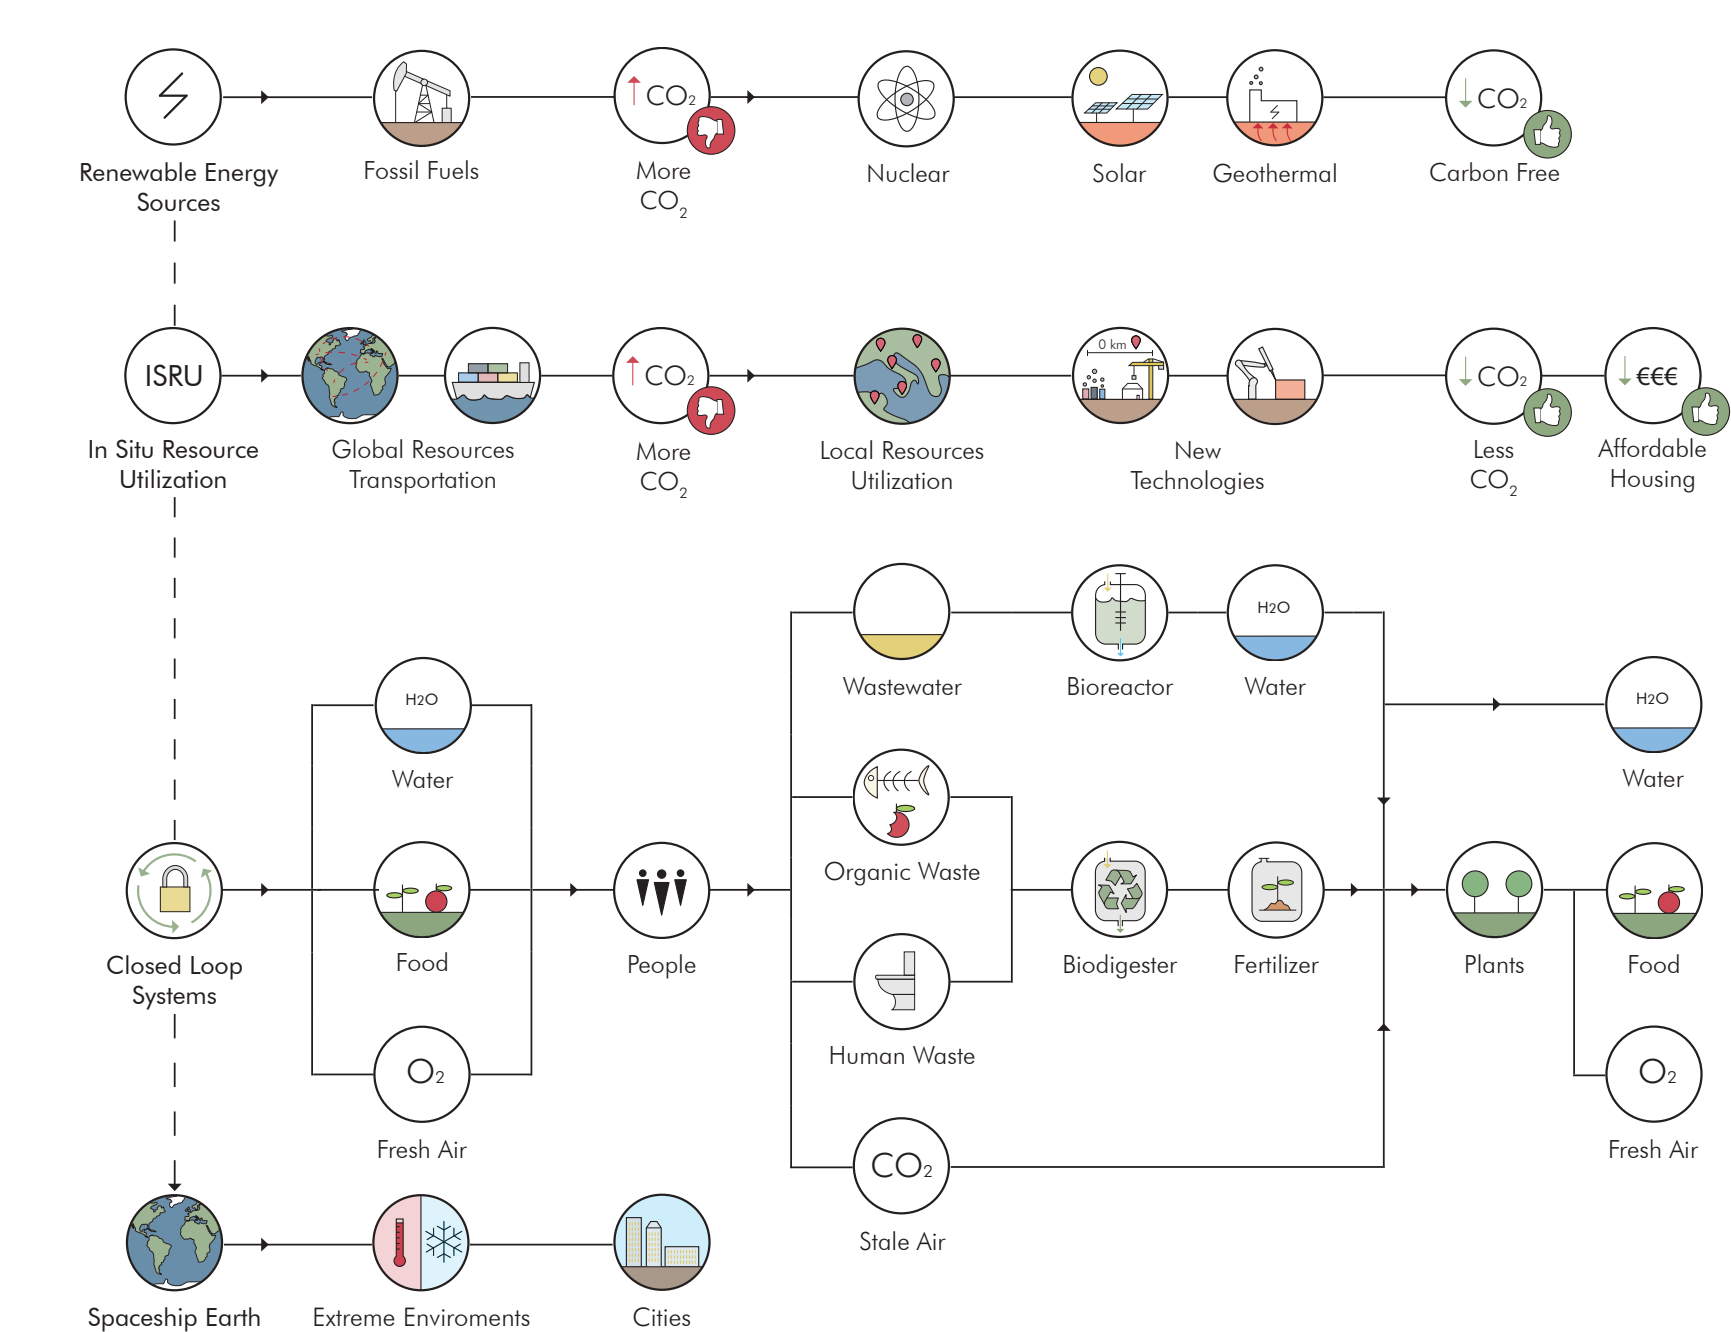 CO2
CO2
Renewable Energy
Sources
Fossil Fuels
More
CO2
Nuclear
Solar
Geothermal
Carbon Free
ISRU
CO2
0 km
CO2
€€€
In Situ Resource
Utilization
Global Resources
Transportation
More
CO2
Local Resources
Utilization
New
Technologies
Less
CO2
Affordable
Housing
H2O
Wastewater
Bioreactor
Water
H2O
Water
H2O
Water
Organic Waste
Closed Loop
Systems
Food
People
Biodigester
Fertilizer
Plants
Food
Human Waste
O2
Fresh Air
O2
Fresh Air
CO2
Stale Air
Spaceship Earth
Extreme Enviroments
Cities